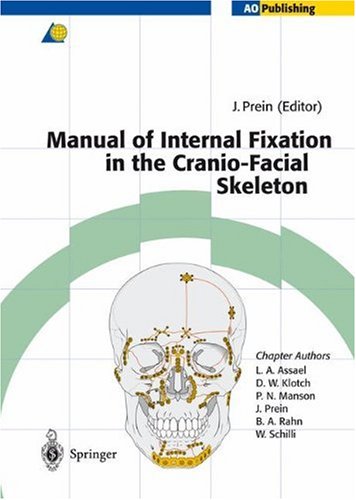 AO Publishing
J. Prein (Editor)
Manual of Internal Fixation
in the Cranio-Facial
Skeleton
Chapter Authors
L. A. Assael
D. W. Klotch
P. N. Manson
J. Prein
B. A. Rahn
W. Schilli
Springer